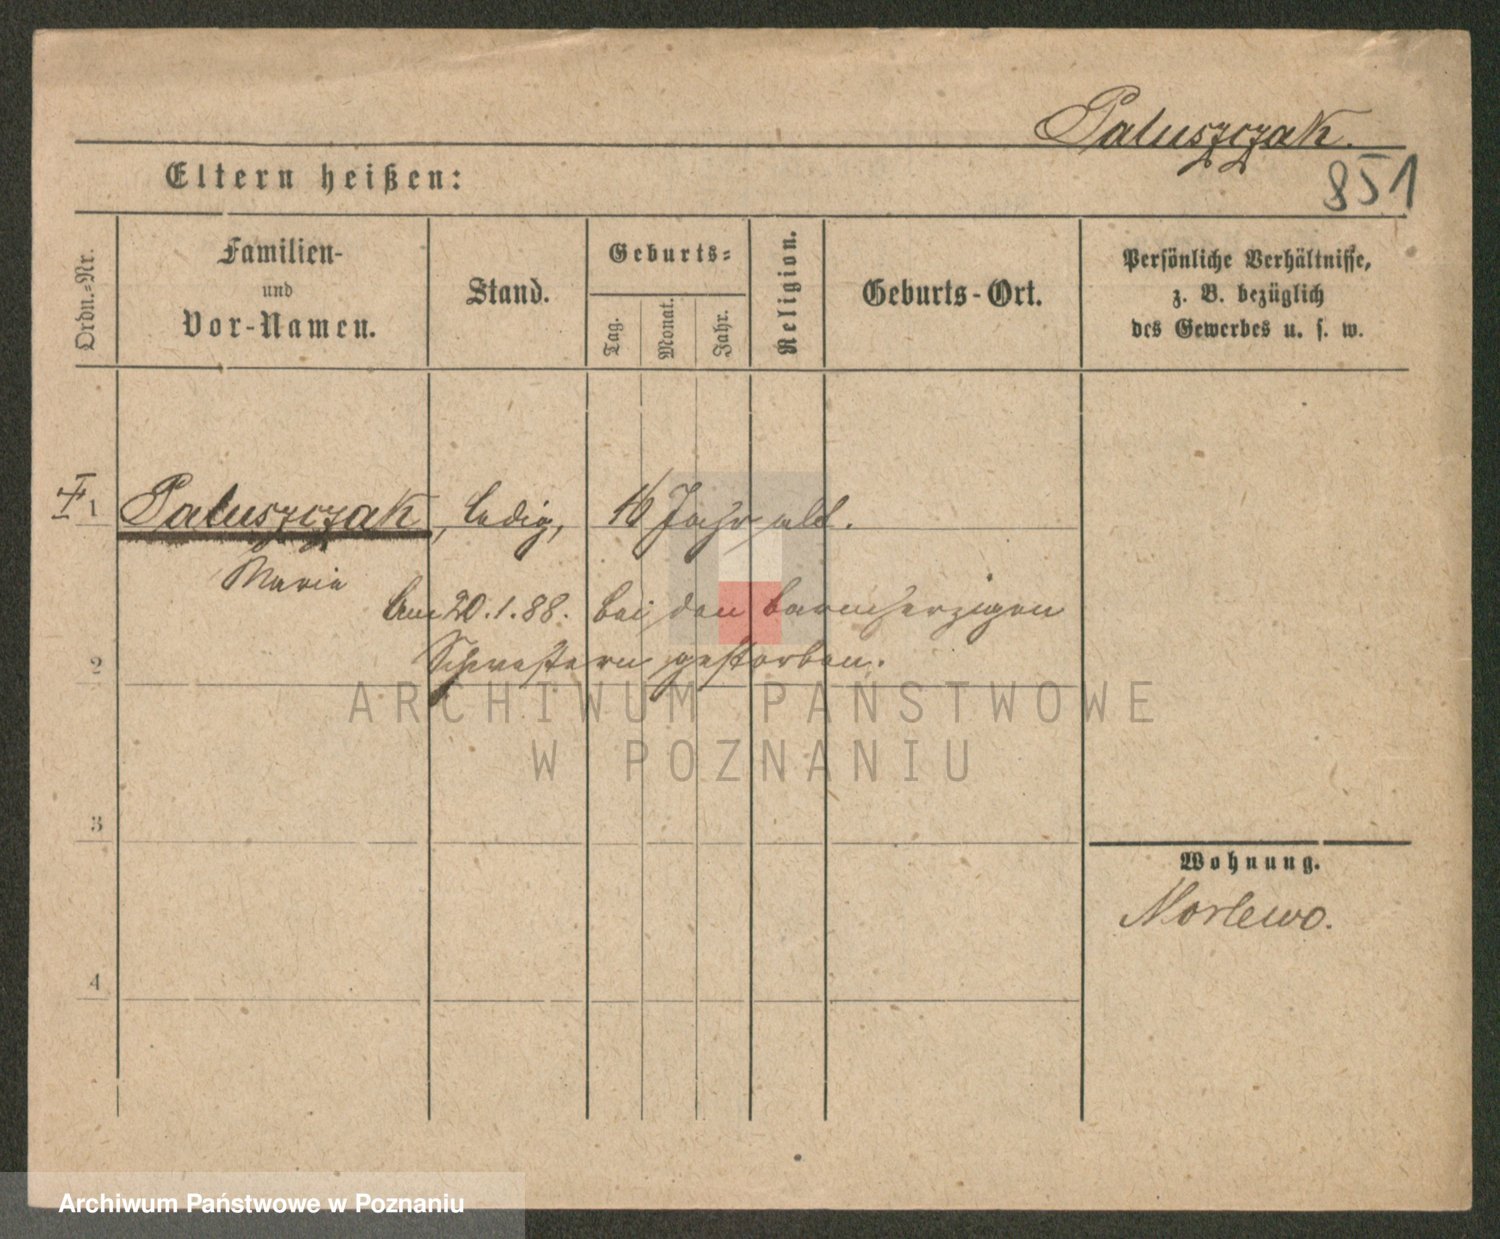 Paluszczak.
851
Eltern heißen:
Ordn.-Nr.
Familien-
und
Vor-Namen.
Stand.
Geburts-
Tag.
Monat.
Jahr.
Religion.
Geburts-Ort.
Persönliche Verhältnisse,
z. B. bezüglich
des Gewerbes u. s. w.
1 Paluszczak, ledig, 16 Jahr alt.
Maria
Am 20.1.88. bei den barmherzigen
Schwestern gestorben.
2
ARCHIWUM PAŃSTWOWE
W POZNANIU
3
Wohnung.
4
Archiwum Państwowe w Poznaniu